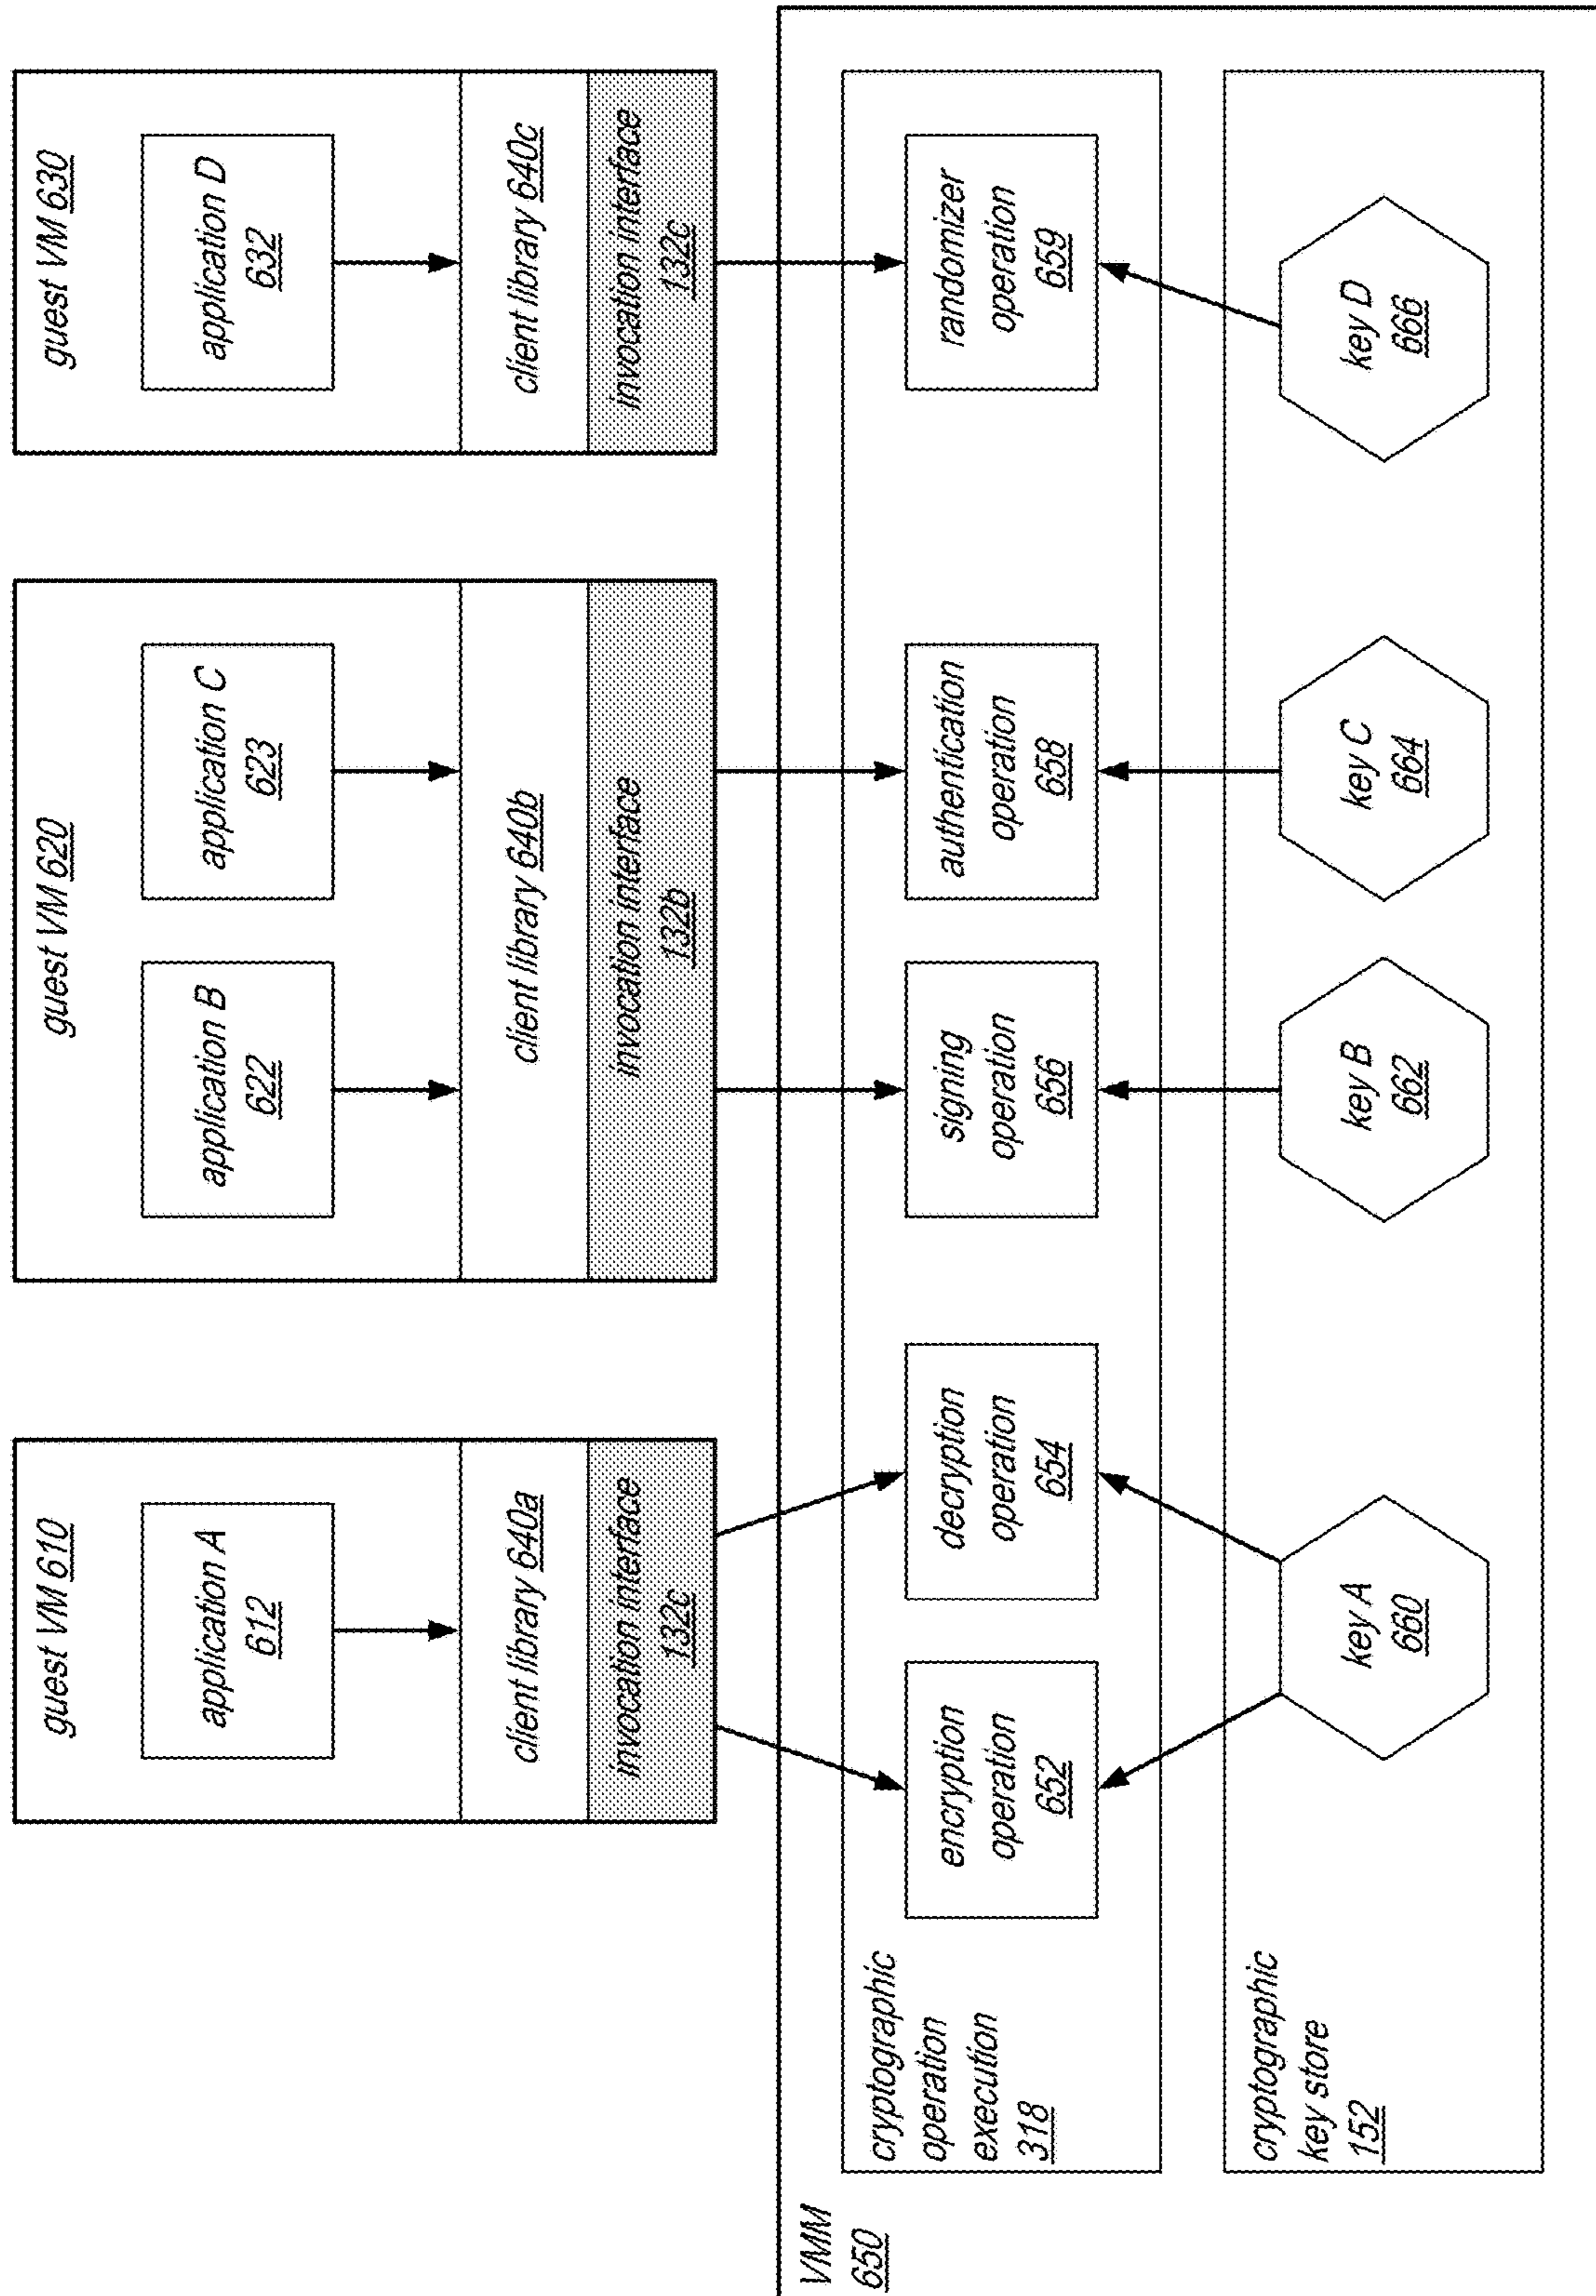 guest VM 610
application A
612
client library 640a
invocation interface
132c
guest VM 620
application B
622
application C
623
client library 640b
invocation interface
132b
guest VM 630
application D
632
client library 640c
invocation interface
132c
VMM
650
cryptographic
operation
execution
318
encryption
operation
652
decryption
operation
654
signing
operation
656
authentication
operation
658
randomizer
operation
659
cryptographic
key store
152
key A
660
key B
662
key C
664
key D
666